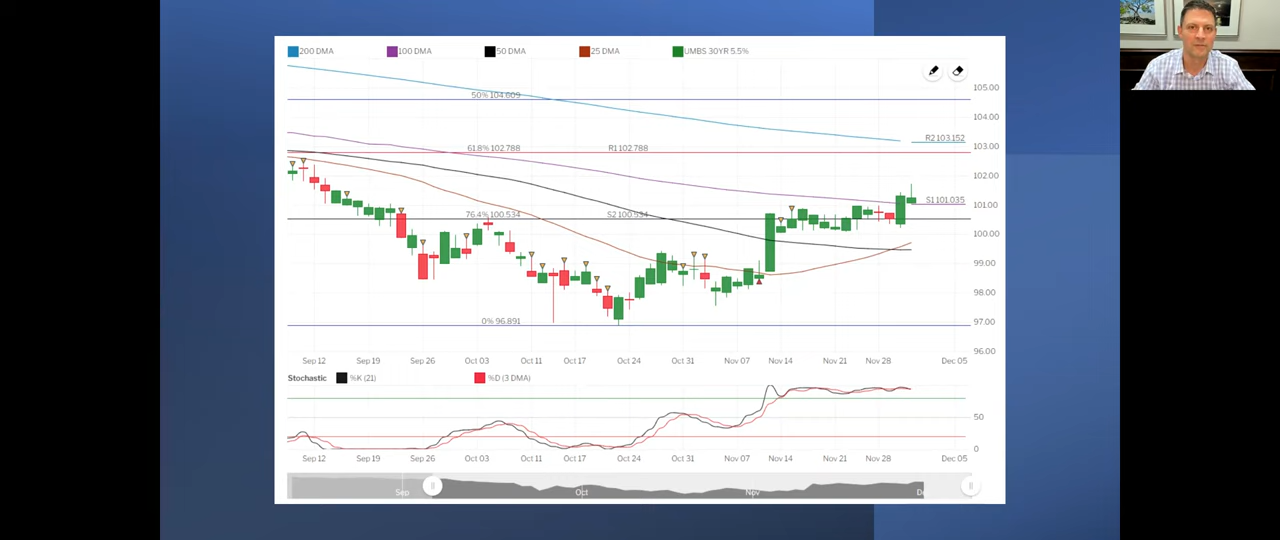 200 DMA 100 DMA 50 DMA 25 DMA UMBS 30YR 5.5%
105.00
50% 104.609
104.00
R2 103.152
103.00
61.8% 102.788 R1 102.788
102.00
S1 101.035
101.00
76.4% 100.534 S2 100.534
100.00
99.00
98.00
97.00
0% 96.891
96.00
Sep 12 Sep 19 Sep 26 Oct 03 Oct 11 Oct 17 Oct 24 Oct 31 Nov 07 Nov 14 Nov 21 Nov 28 Dec 05
Stochastic %K (21) %D (3 DMA)
50
0
Sep 12 Sep 19 Sep 26 Oct 03 Oct 11 Oct 17 Oct 24 Oct 31 Nov 07 Nov 14 Nov 21 Nov 28 Dec 05
Sep Oct Nov